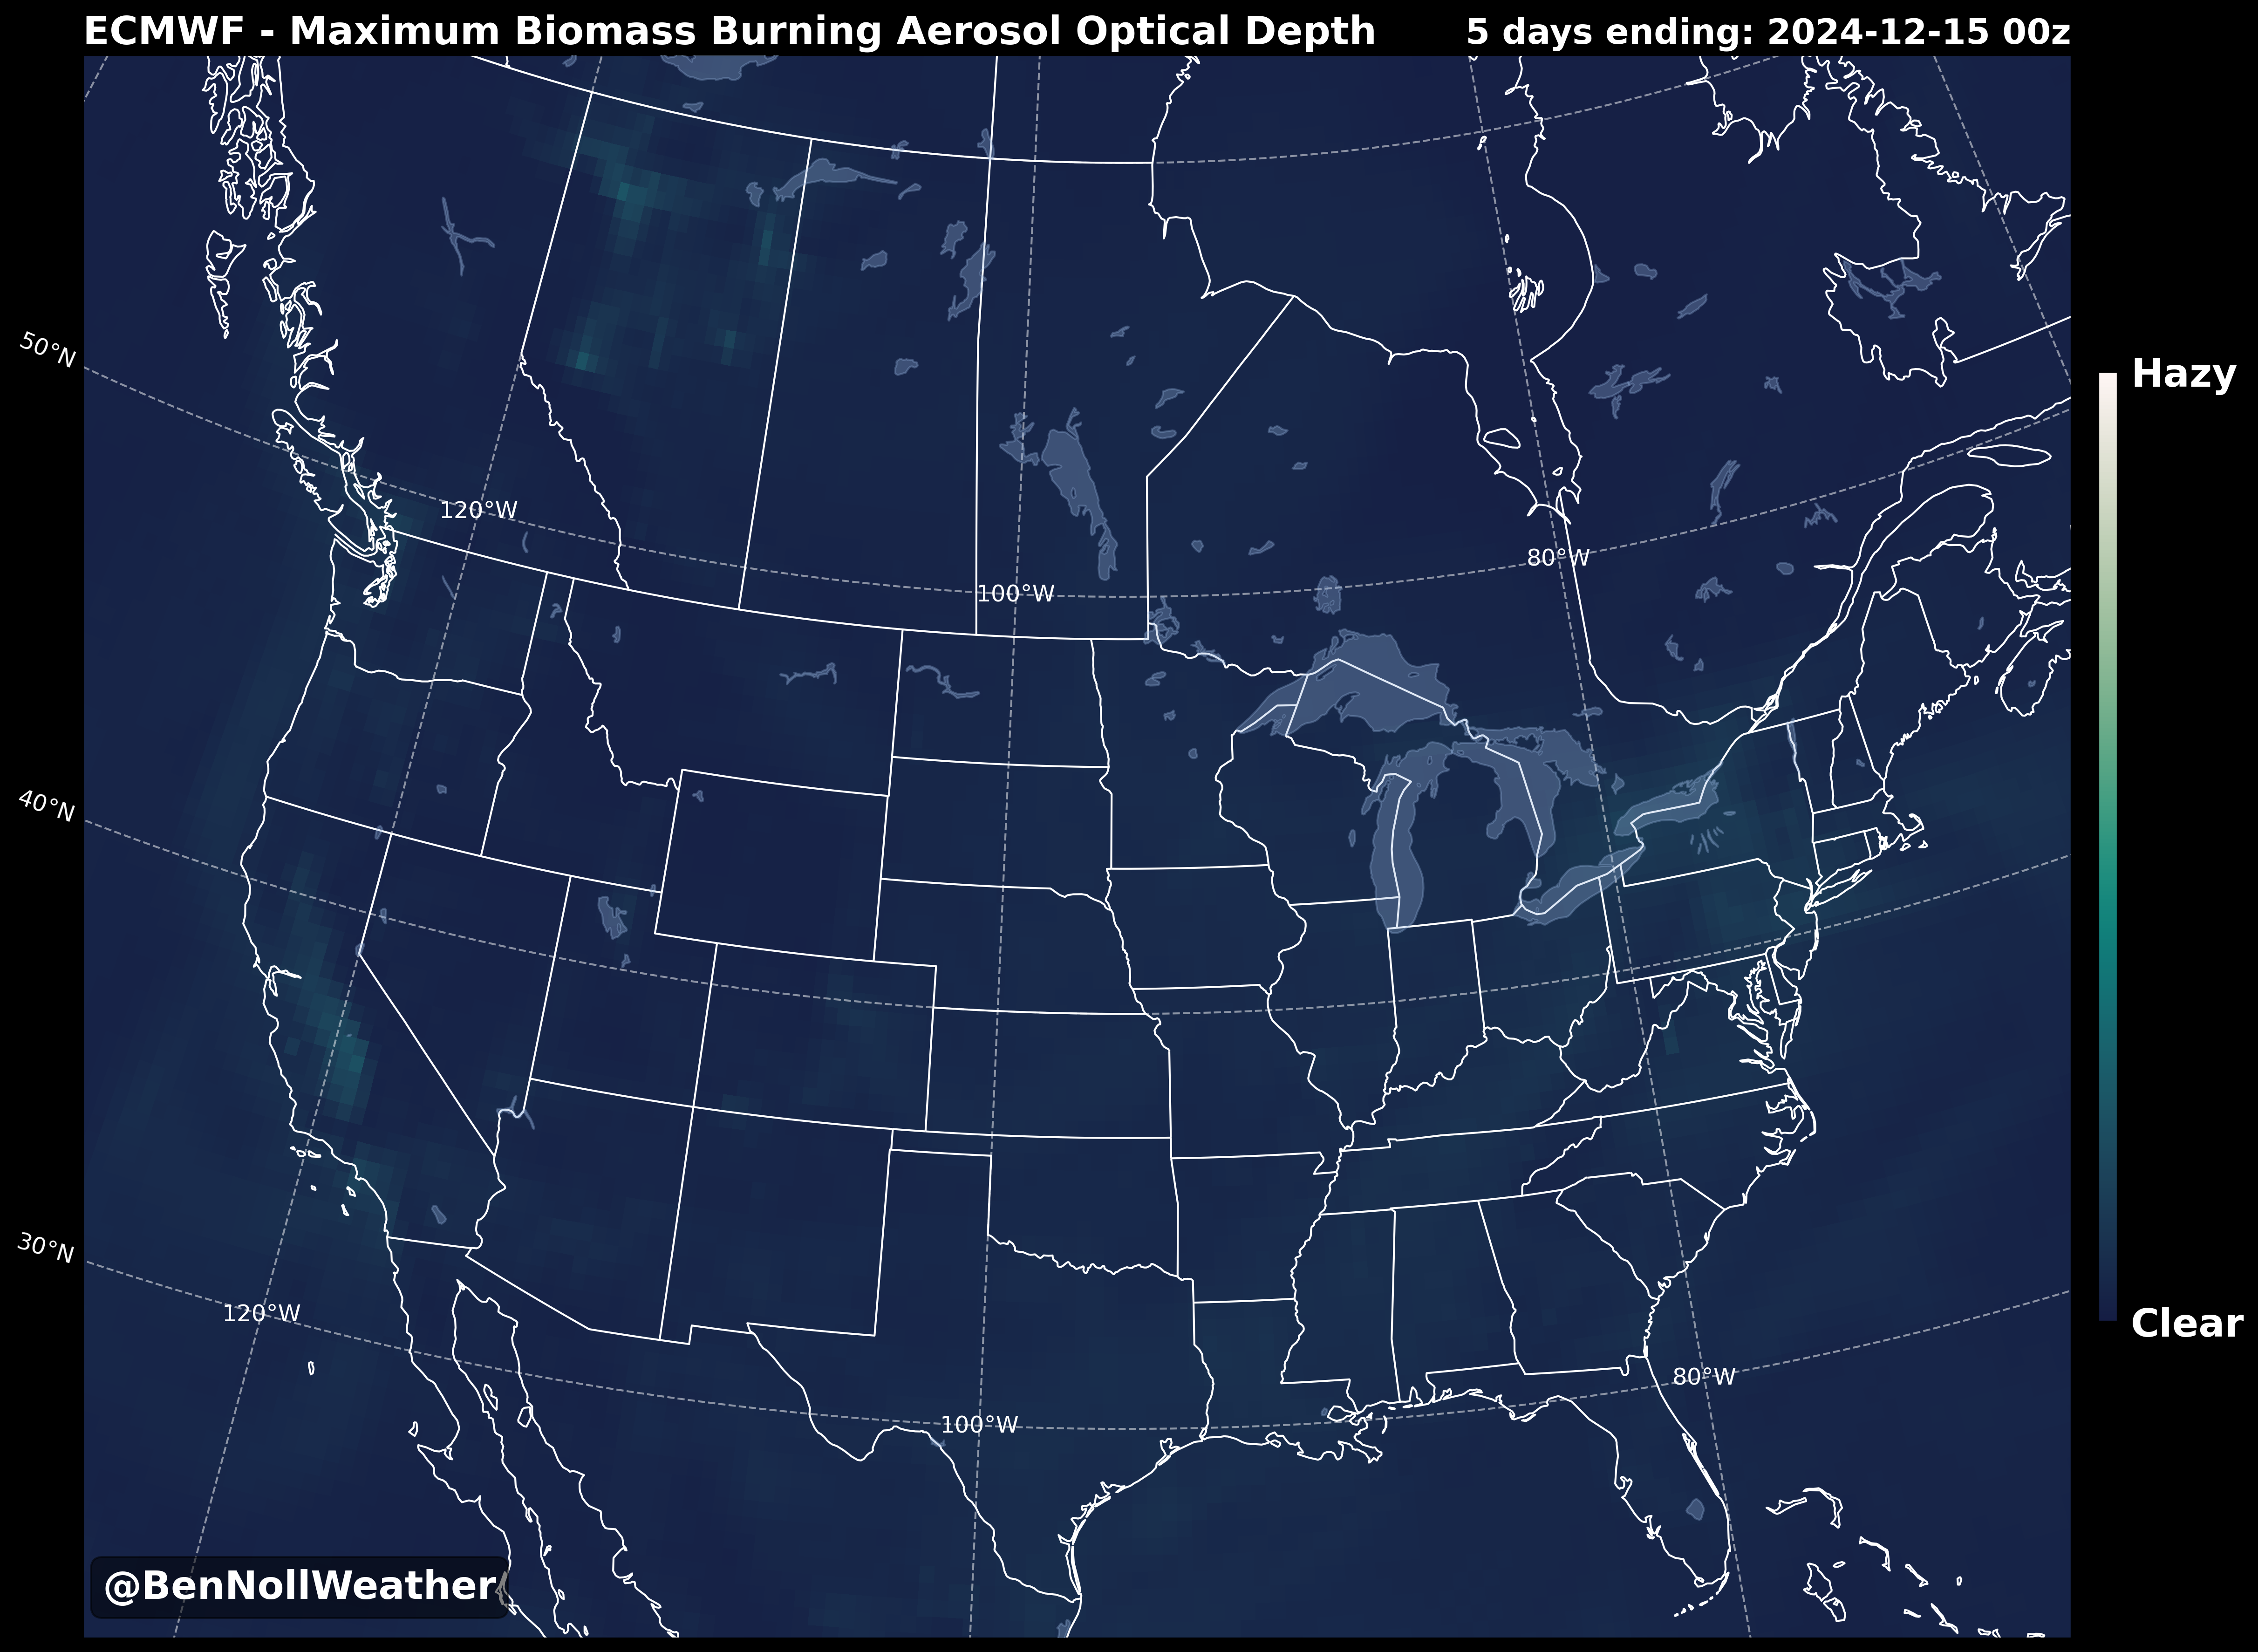 ECMWF - Maximum Biomass Burning Aerosol Optical Depth
5 days ending: 2024-12-15 00z
50°N
Hazy
120°W
80°W
100°W
40°N
30°N
120°W
Clear
80°W
100°W
@BenNollWeather